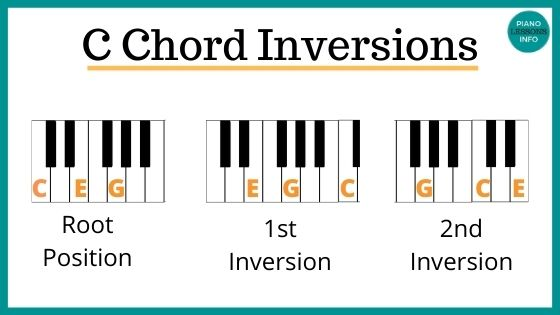 C Chord Inversions
PIANO
LESSONS
INFO
C E G
E G C
G C E
Root
Position
1st
Inversion
2nd
Inversion